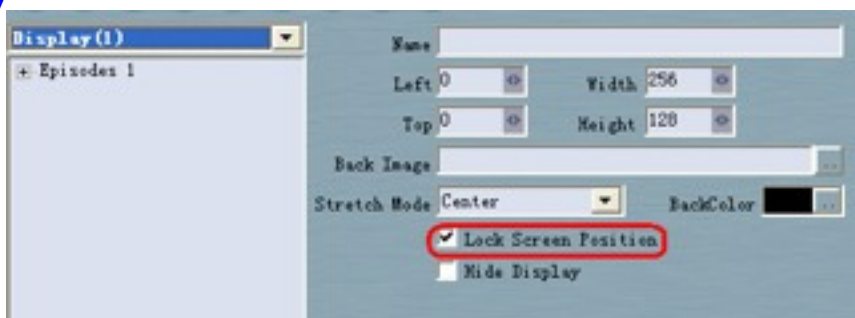 Display(1)
Episodes 1
Name
Left 0 Width 256
Top 0 Height 128
Back Image ..
Stretch Mode Center BackColor ..
Lock Screen Position
Hide Display